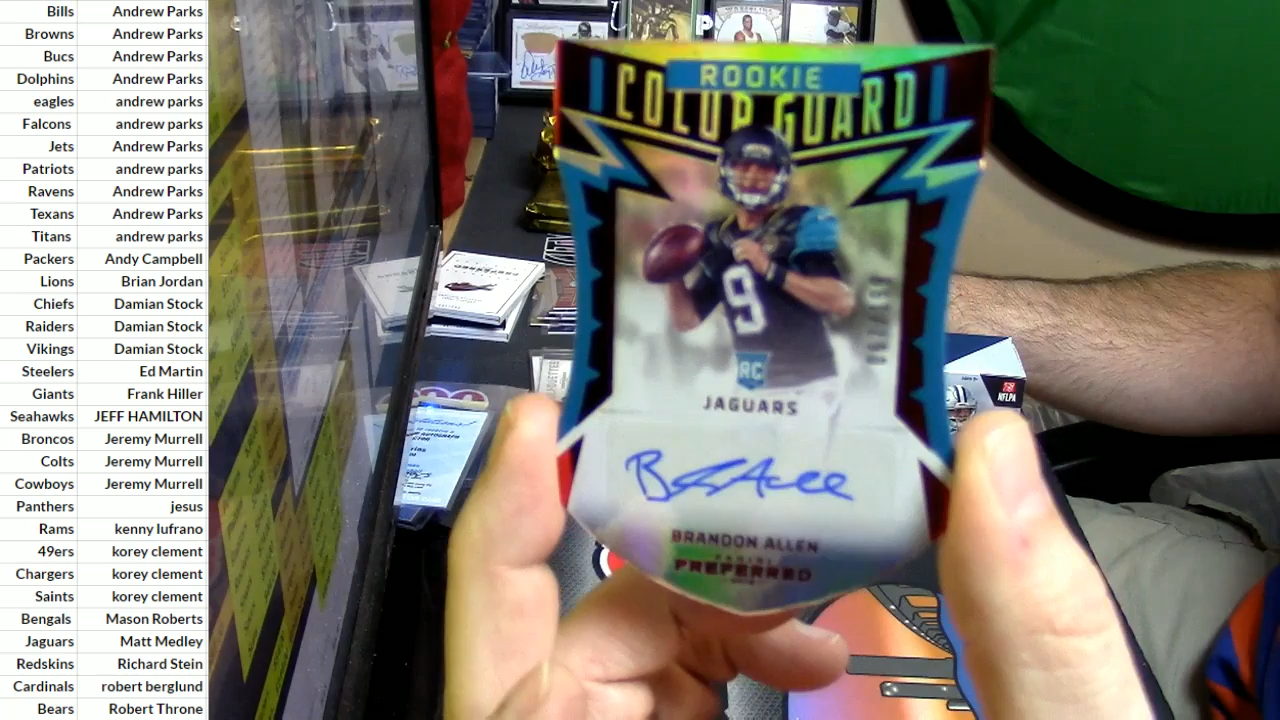 Bills Andrew Parks
Browns Andrew Parks
Bucs Andrew Parks
Dolphins Andrew Parks
eagles andrew parks
Falcons andrew parks
Jets Andrew Parks
Patriots andrew parks
Ravens Andrew Parks
Texans Andrew Parks
Titans andrew parks
Packers Andy Campbell
Lions Brian Jordan
Chiefs Damian Stock
Raiders Damian Stock
Vikings Damian Stock
Steelers Ed Martin
Giants Frank Hiller
Seahawks JEFF HAMILTON
Broncos Jeremy Murrell
Colts Jeremy Murrell
Cowboys Jeremy Murrell
Panthers jesus
Rams kenny lufrano
49ers korey clement
Chargers korey clement
Saints korey clement
Bengals Mason Roberts
Jaguars Matt Medley
Redskins Richard Stein
Cardinals robert berglund
Bears Robert Throne
ROOKIE
COLOR GUARD
9
RC
JAGUARS
BRANDON ALLEN
PANINI
PREFERRED
NFLPA